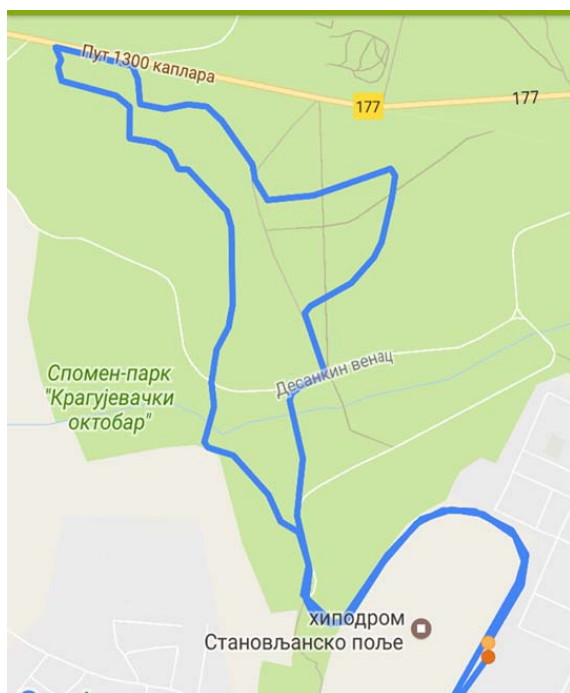 Пут 1300 каплара
177
177
Десанкин венац
Спомен-парк
"Крагујевачки
октобар"
хиподром
Становљанско поље